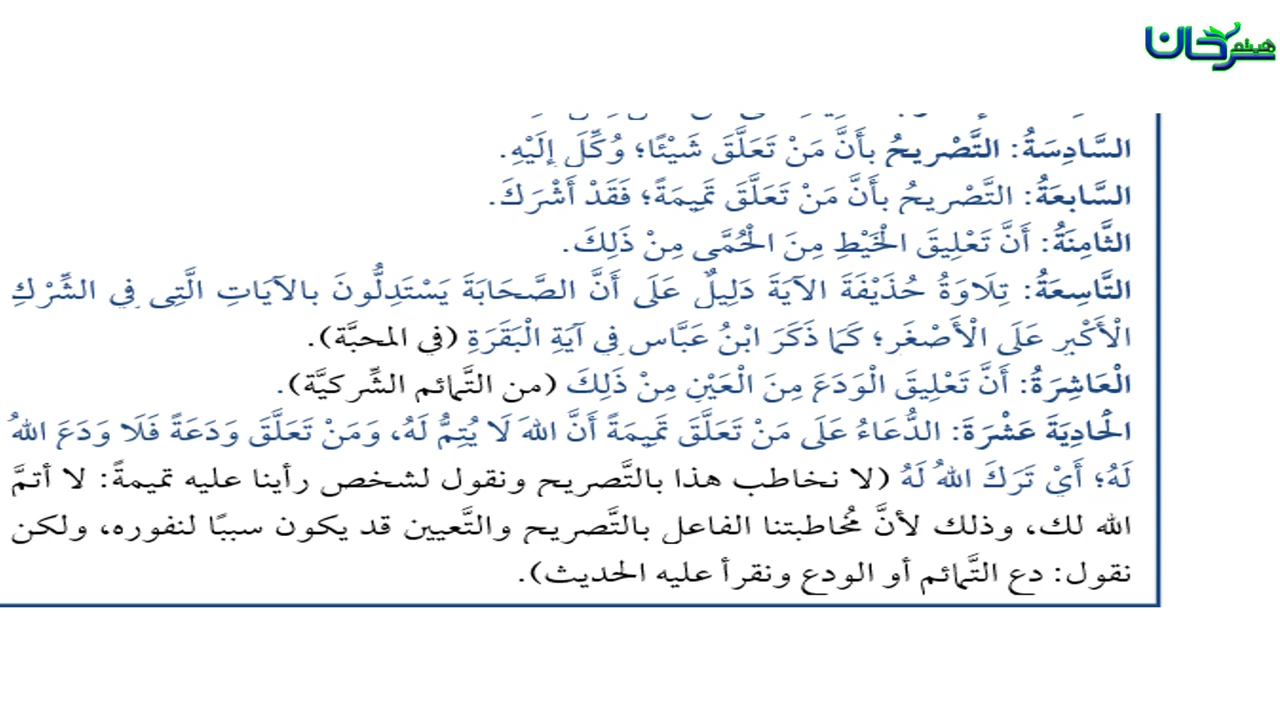 هيثم سرحان
السَّادِسَةُ: التَّصْرِيحُ بِأَنَّ مَنْ تَعَلَّقَ شَيْئًا؛ وُكِّلَ إِلَيْهِ.
السَّابِعَةُ: التَّصْرِيحُ بِأَنَّ مَنْ تَعَلَّقَ تَمِيمَةً؛ فَقَدْ أَشْرَكَ.
الثَّامِنَةُ: أَنَّ تَعْلِيقَ الْخَيْطِ مِنَ الْحُمَّى مِنْ ذَلِكَ.
التَّاسِعَةُ: تِلَاوَةُ حُذَيْفَةَ الآيَةَ دَلِيلٌ عَلَى أَنَّ الصَّحَابَةَ يَسْتَدِلُّونَ بالآيَاتِ الَّتِي فِي الشِّرْكِ
الْأَكْبَرِ عَلَى الْأَصْغَرِ؛ كَمَا ذَكَرَ ابْنُ عَبَّاسٍ فِي آيَةِ الْبَقَرَةِ (في المحبَّة).
الْعَاشِرَةُ: أَنَّ تَعْلِيقَ الْوَدَعَ مِنَ الْعَيْنِ مِنْ ذَلِكَ (من التَّمائم الشِّركيَّة).
الْحَادِيَةَ عَشْرَةَ: الدُّعَاءُ عَلَى مَنْ تَعَلَّقَ تَمِيمَةً أَنَّ اللهَ لَا يُتِمُّ لَهُ، وَمَنْ تَعَلَّقَ وَدَعَةً فَلَا وَدَعَ اللهُ
لَهُ؛ أَيْ تَرَكَ اللهُ لَهُ (لا نخاطب هذا بالتَّصريح ونقول لشخص رأينا عليه تميمةً: لا أتمَّ
الله لك، وذلك لأنَّ مُخاطبتنا الفاعل بالتَّصريح والتَّعيين قد يكون سببًا لنفوره، ولكن
نقول: دع التَّمائم أو الودع ونقرأ عليه الحديث).